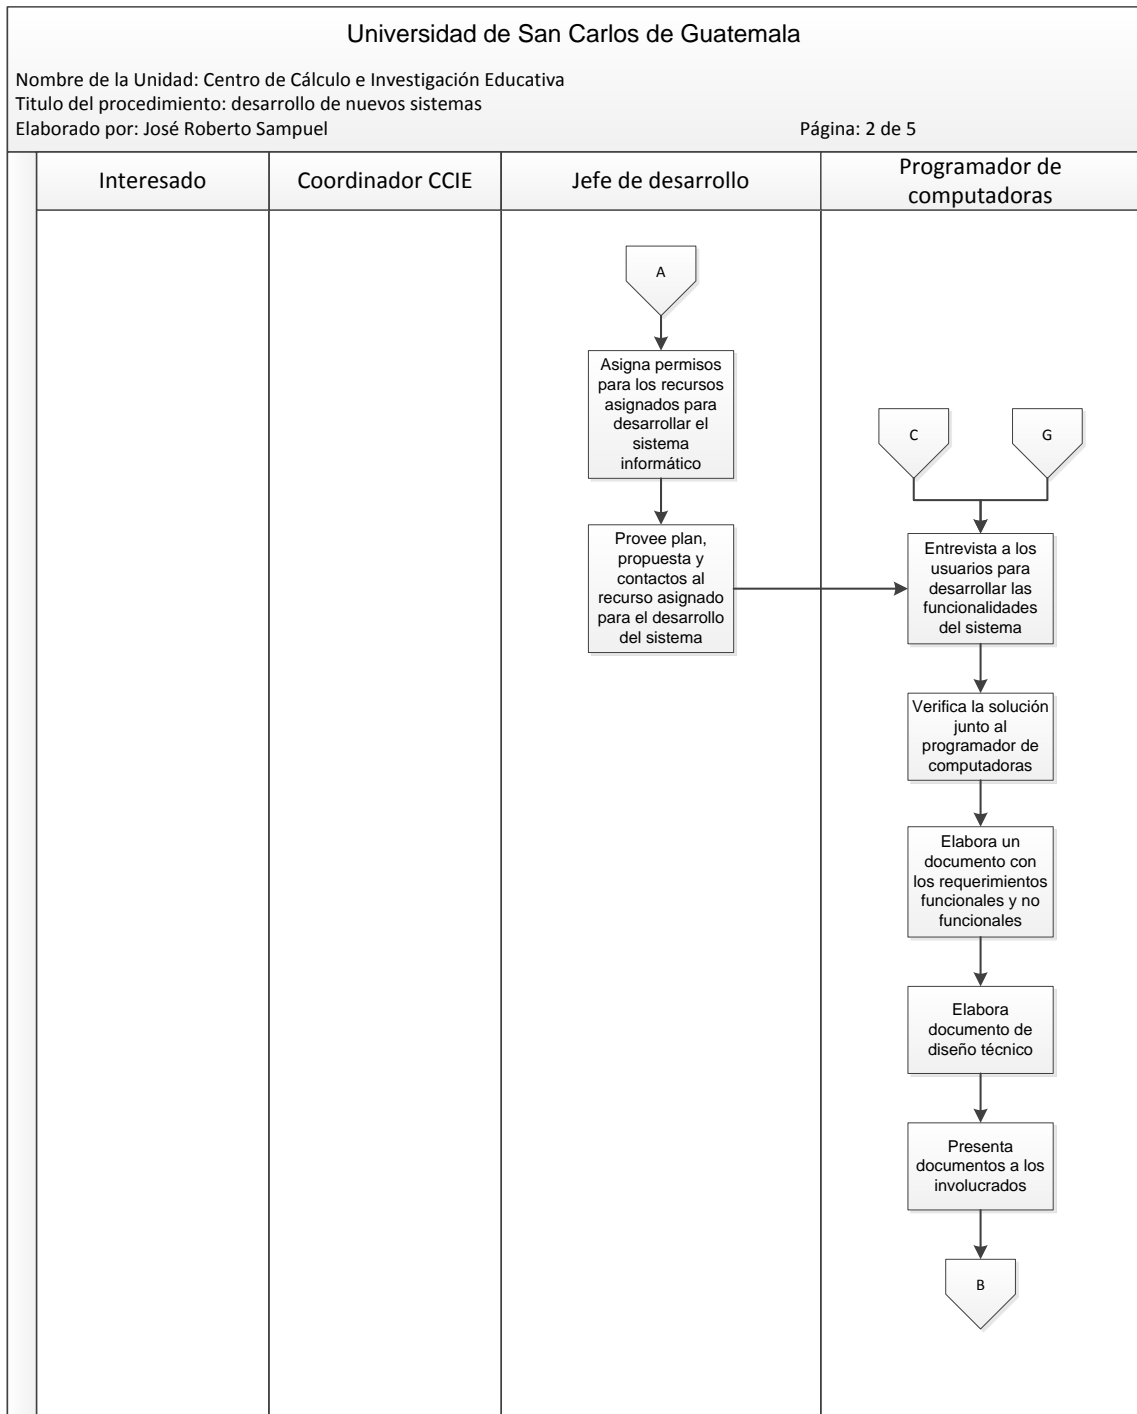 Universidad de San Carlos de Guatemala
Nombre de la Unidad: Centro de Cálculo e Investigación Educativa
Titulo del procedimiento: desarrollo de nuevos sistemas
Elaborado por: José Roberto Sampuel
Página: 2 de 5
Interesado
Coordinador CCIE
Jefe de desarrollo
Programador de
computadoras
A
Asigna permisos
para los recursos
asignados para
desarrollar el
sistema
informático
Provee plan,
propuesta y
contactos al
recurso asignado
para el desarrollo
del sistema
C
G
Entrevista a los
usuarios para
desarrollar las
funcionalidades
del sistema
Verifica la solución
junto al
programador de
computadoras
Elabora un
documento con
los requerimientos
funcionales y no
funcionales
Elabora
documento de
diseño técnico
Presenta
documentos a los
involucrados
B